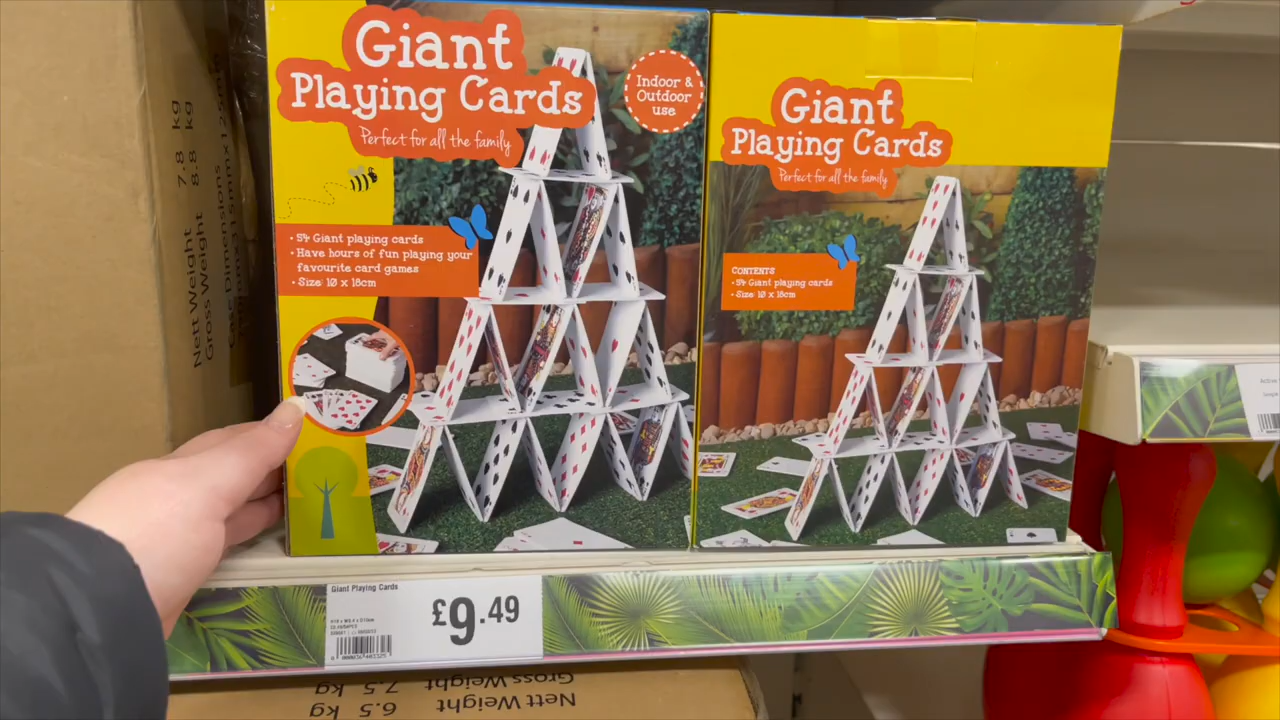 Nett Weight 7.8 kg
Gross Weight 8.8 kg
Case Dimensions
Giant
Playing Cards
Perfect for all the family
Indoor &
Outdoor
use
• 54 Giant playing cards
• Have hours of fun playing your
favourite card games
• Size 10 x 18cm
Giant
Playing Cards
Perfect for all the family
CONTENTS
• 54 Giant playing cards
• Size 10 x 18cm
Giant Playing Cards
£9.49
Active
Nett Weight 6.5 kg
Gross Weight 7.5 kg